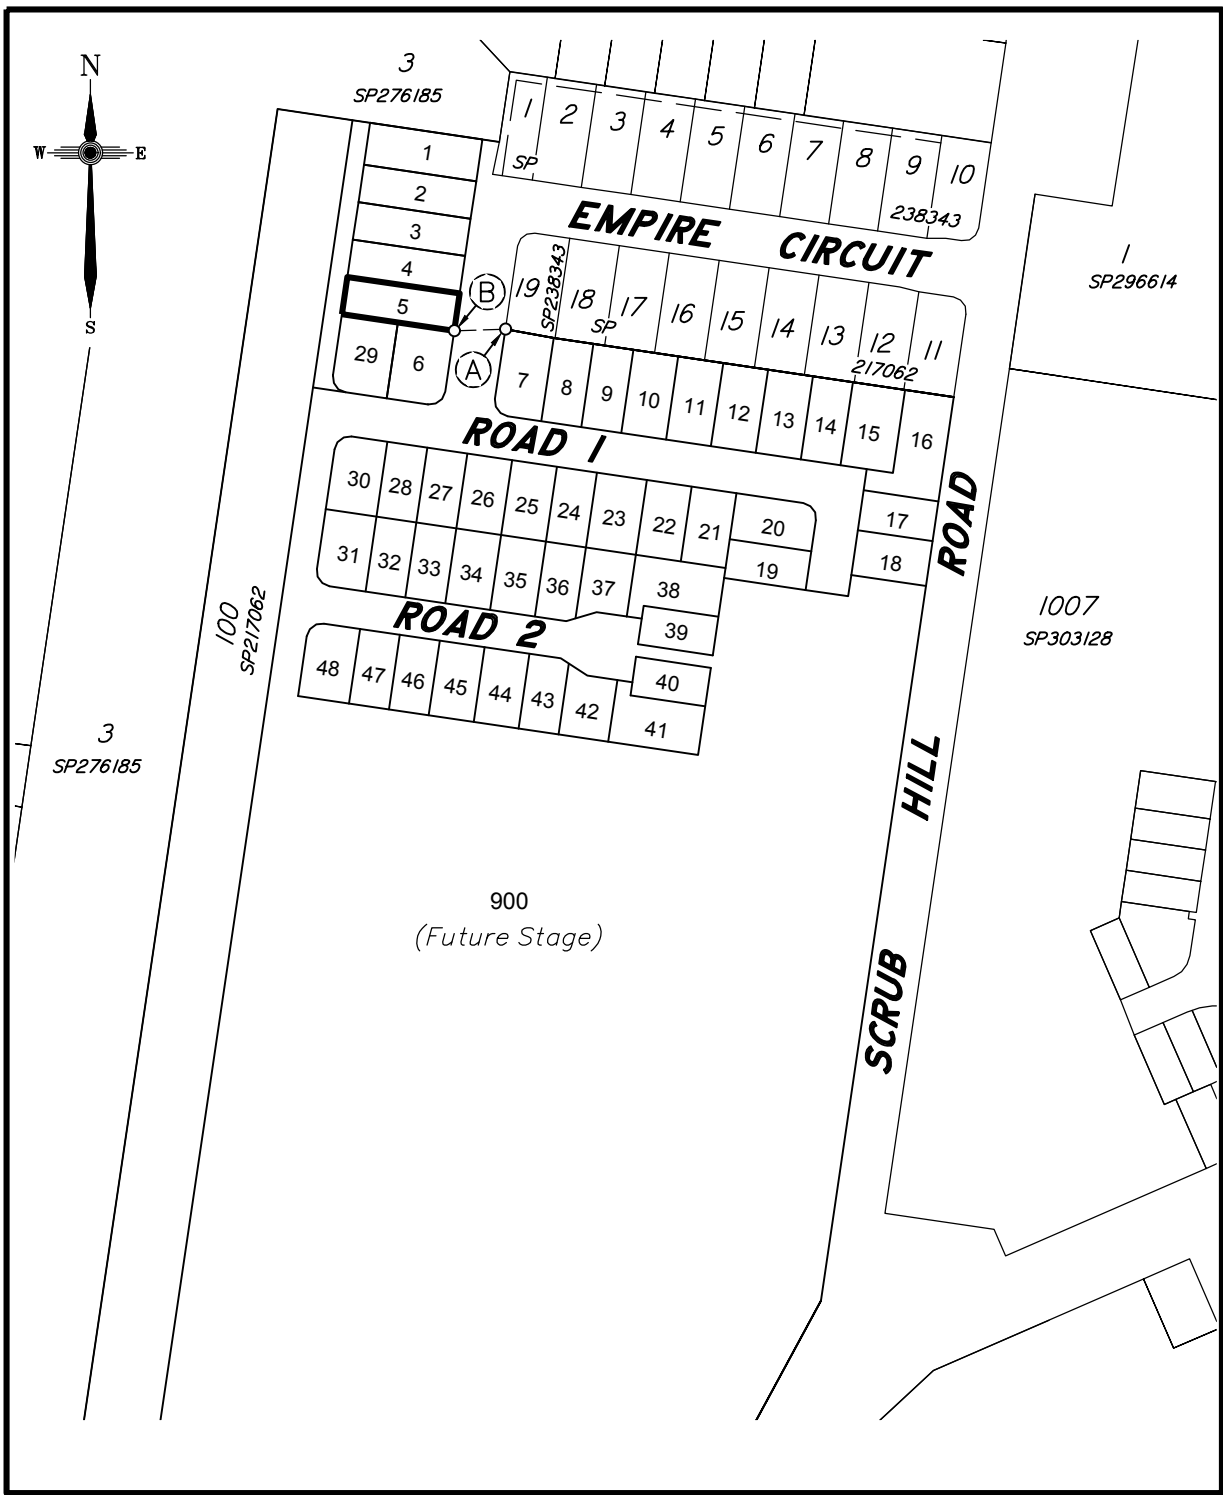 N
W E
S
3
SP276185
1 2 3 4 5 6 7 8 9 10
SP
238343
1
2
3
4
5
29 6
B
A
EMPIRE CIRCUIT
19 18 17 16 15 14 13 12 11
SP238343
SP
217062
1
SP296614
7 8 9 10 11 12 13 14 15 16
ROAD 1
30 28 27 26 25 24 23 22 21 20
19
17
18
31 32 33 34 35 36 37 38
39
ROAD 2
40
48 47 46 45 44 43 42 41
100
SP217062
1007
SP303128
3
SP276185
SCRUB HILL ROAD
900
(Future Stage)